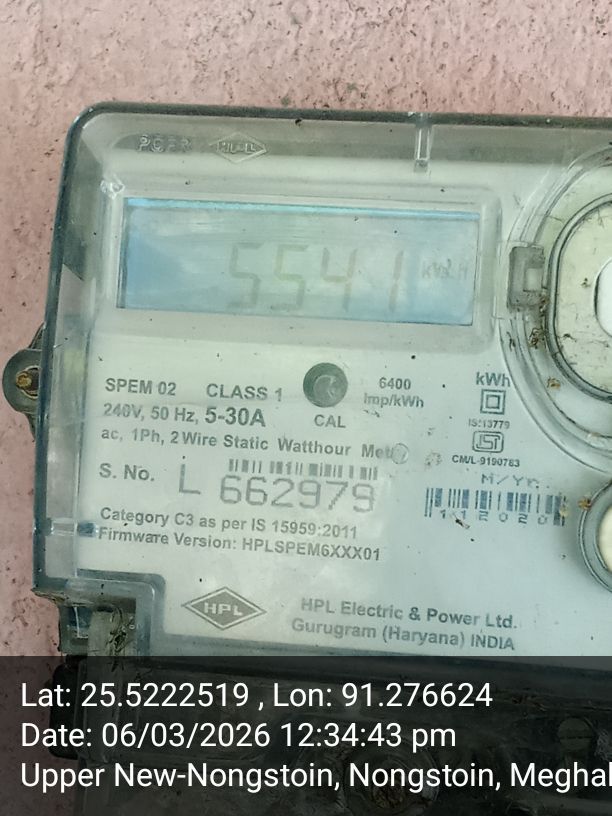 HPL
5541 kWh
SPEM 02 CLASS 1 6400 kWh
240V, 50 Hz, 5-30A CAL Imp/kWh
IS:13779
ac, 1Ph, 2 Wire Static Watthour
CM/L-9190783
S. No. L 662979
M/YR.
112020
Category C3 as per IS 15959:2011
Firmware Version: HPLSPEM6XXX01
HPL HPL Electric & Power Ltd.
Gurugram (Haryana) INDIA
Lat: 25.5222519 , Lon: 91.276624
Date: 06/03/2026 12:34:43 pm
Upper New-Nongstoin, Nongstoin, Meghal